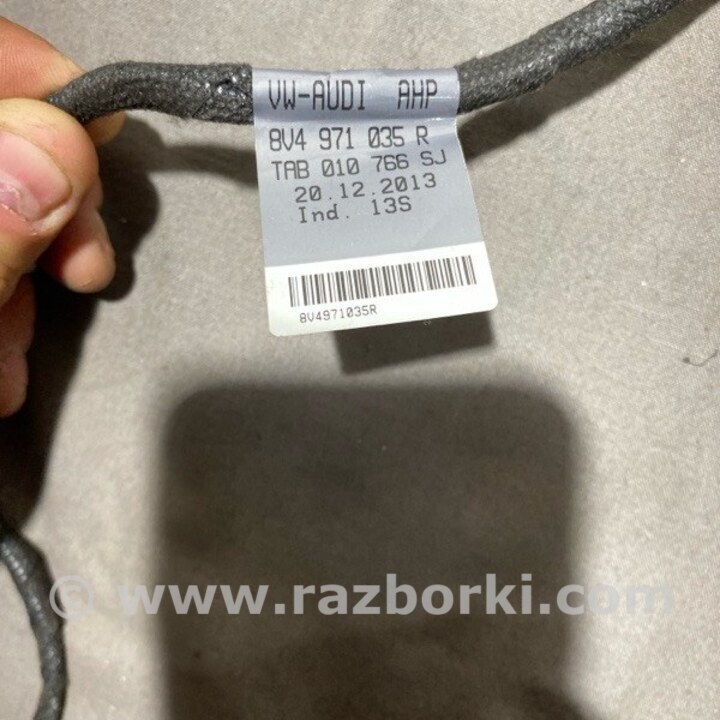 VW-AUDI AHP
8V4 971 035 R
TAB 010 766 SJ
20.12.2013
Ind. 13S
8V4971035R
© www.razborki.com